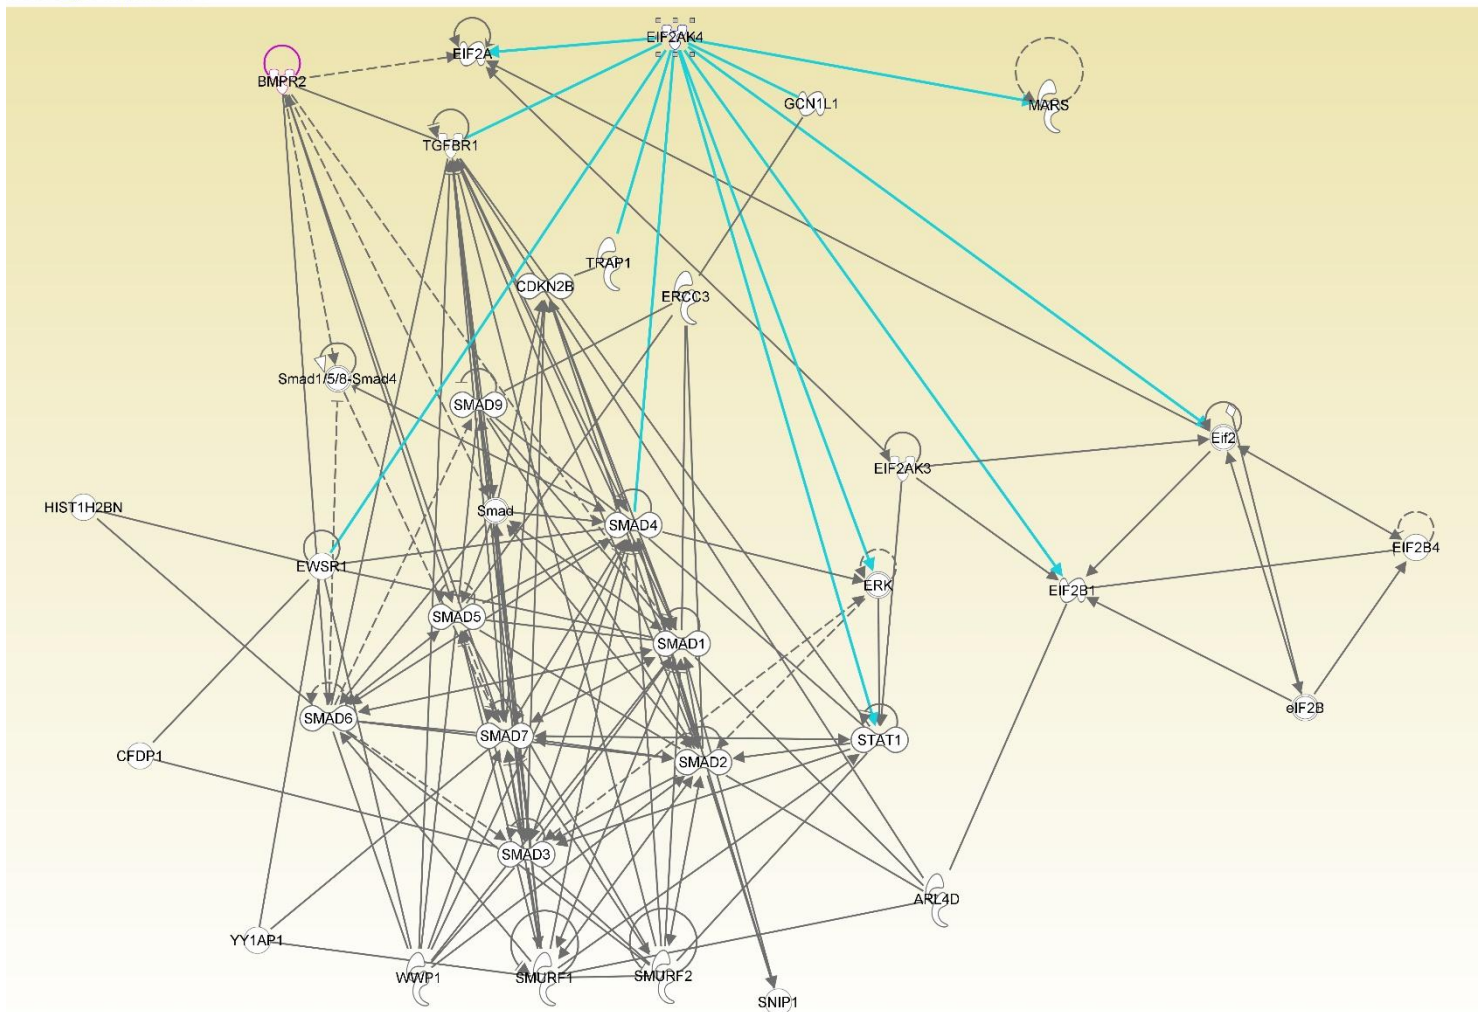 EIF2AK4
EIF2A
BMPR2
GCN1L1
MARS
TGFBR1
TRAP1
CDKN2B
ERCC3
Smad1/5/8-Smad4
SMAD9
Eif2
EIF2AK3
HIST1H2BN
Smad
SMAD4
EIF2B4
EWSR1
ERK
EIF2B1
SMAD5
SMAD1
eIF2B
SMAD6
SMAD7
STAT1
CFDP1
SMAD2
SMAD3
ARL4D
YY1AP1
WWP1
SMURF1
SMURF2
SNIP1